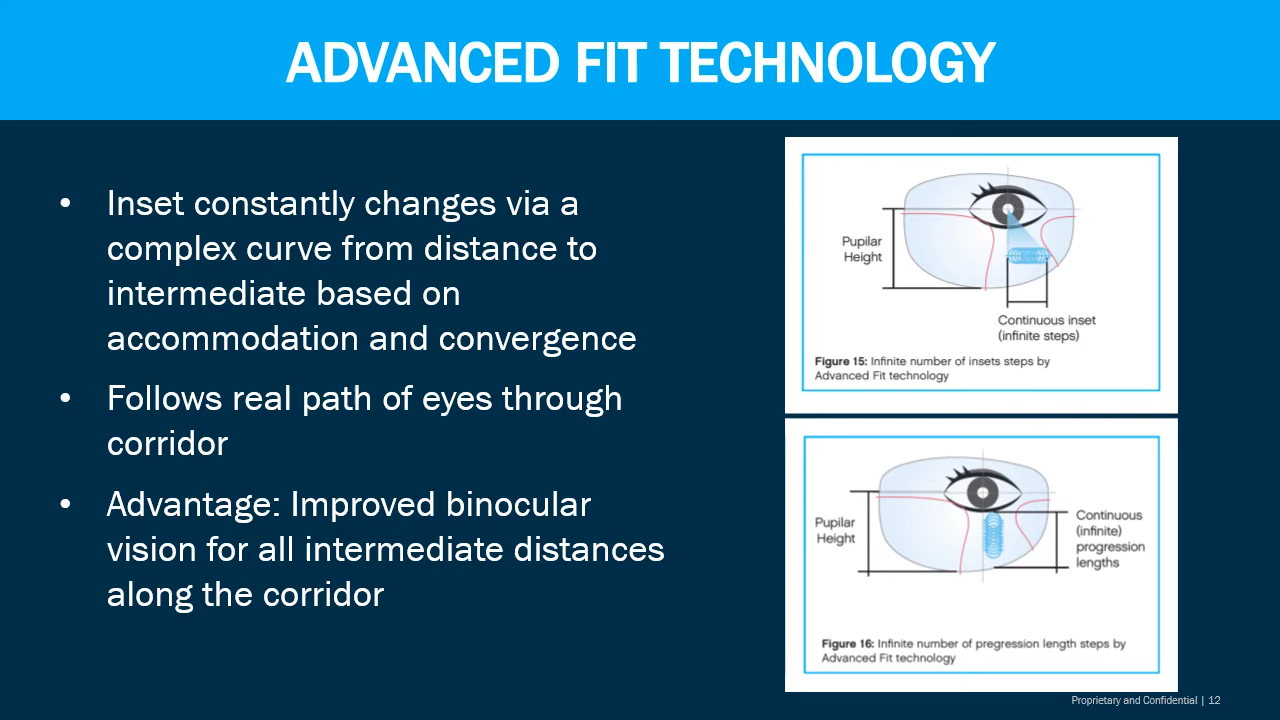 ADVANCED FIT TECHNOLOGY
• Inset constantly changes via a
complex curve from distance to
intermediate based on
accommodation and convergence
• Follows real path of eyes through
corridor
• Advantage: Improved binocular
vision for all intermediate distances
along the corridor
Pupilar
Height
Continuous inset
(infinite steps)
Figure 15: Infinite number of insets steps by
Advanced Fit technology
Pupilar
Height
Continuous
(infinite)
progression
lengths
Figure 16: Infinite number of pregression length steps by
Advanced Fit technology
Proprietary and Confidential | 12